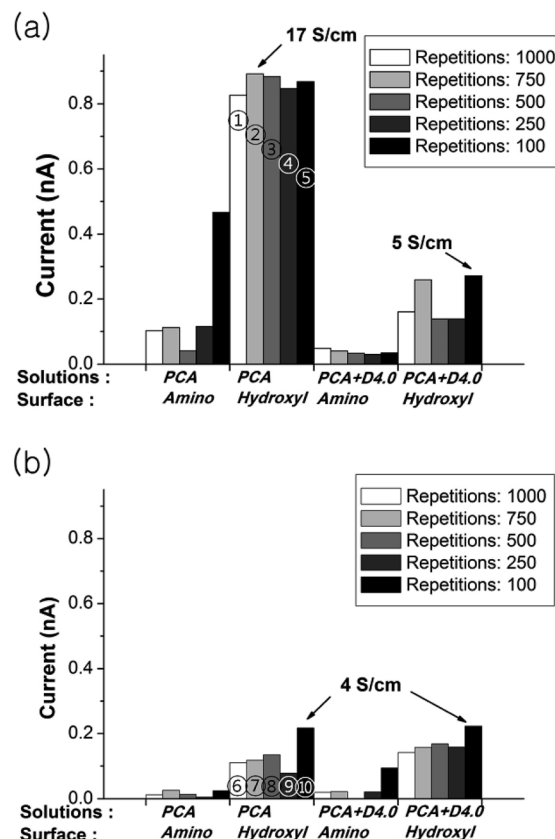 (a)
17 S/cm
Repetitions: 1000
Repetitions: 750
Repetitions: 500
Repetitions: 250
Repetitions: 100
0.8
0.6
0.4
0.2
0.0
Current (nA)
①
②
③
④
⑤
5 S/cm
Solutions : PCA PCA PCA+D4.0 PCA+D4.0
Surface : Amino Hydroxyl Amino Hydroxyl
(b)
Repetitions: 1000
Repetitions: 750
Repetitions: 500
Repetitions: 250
Repetitions: 100
0.8
0.6
0.4
0.2
0.0
Current (nA)
4 S/cm
⑥ ⑦ ⑧ ⑨ ⑩
Solutions : PCA PCA PCA+D4.0 PCA+D4.0
Surface : Amino Hydroxyl Amino Hydroxyl